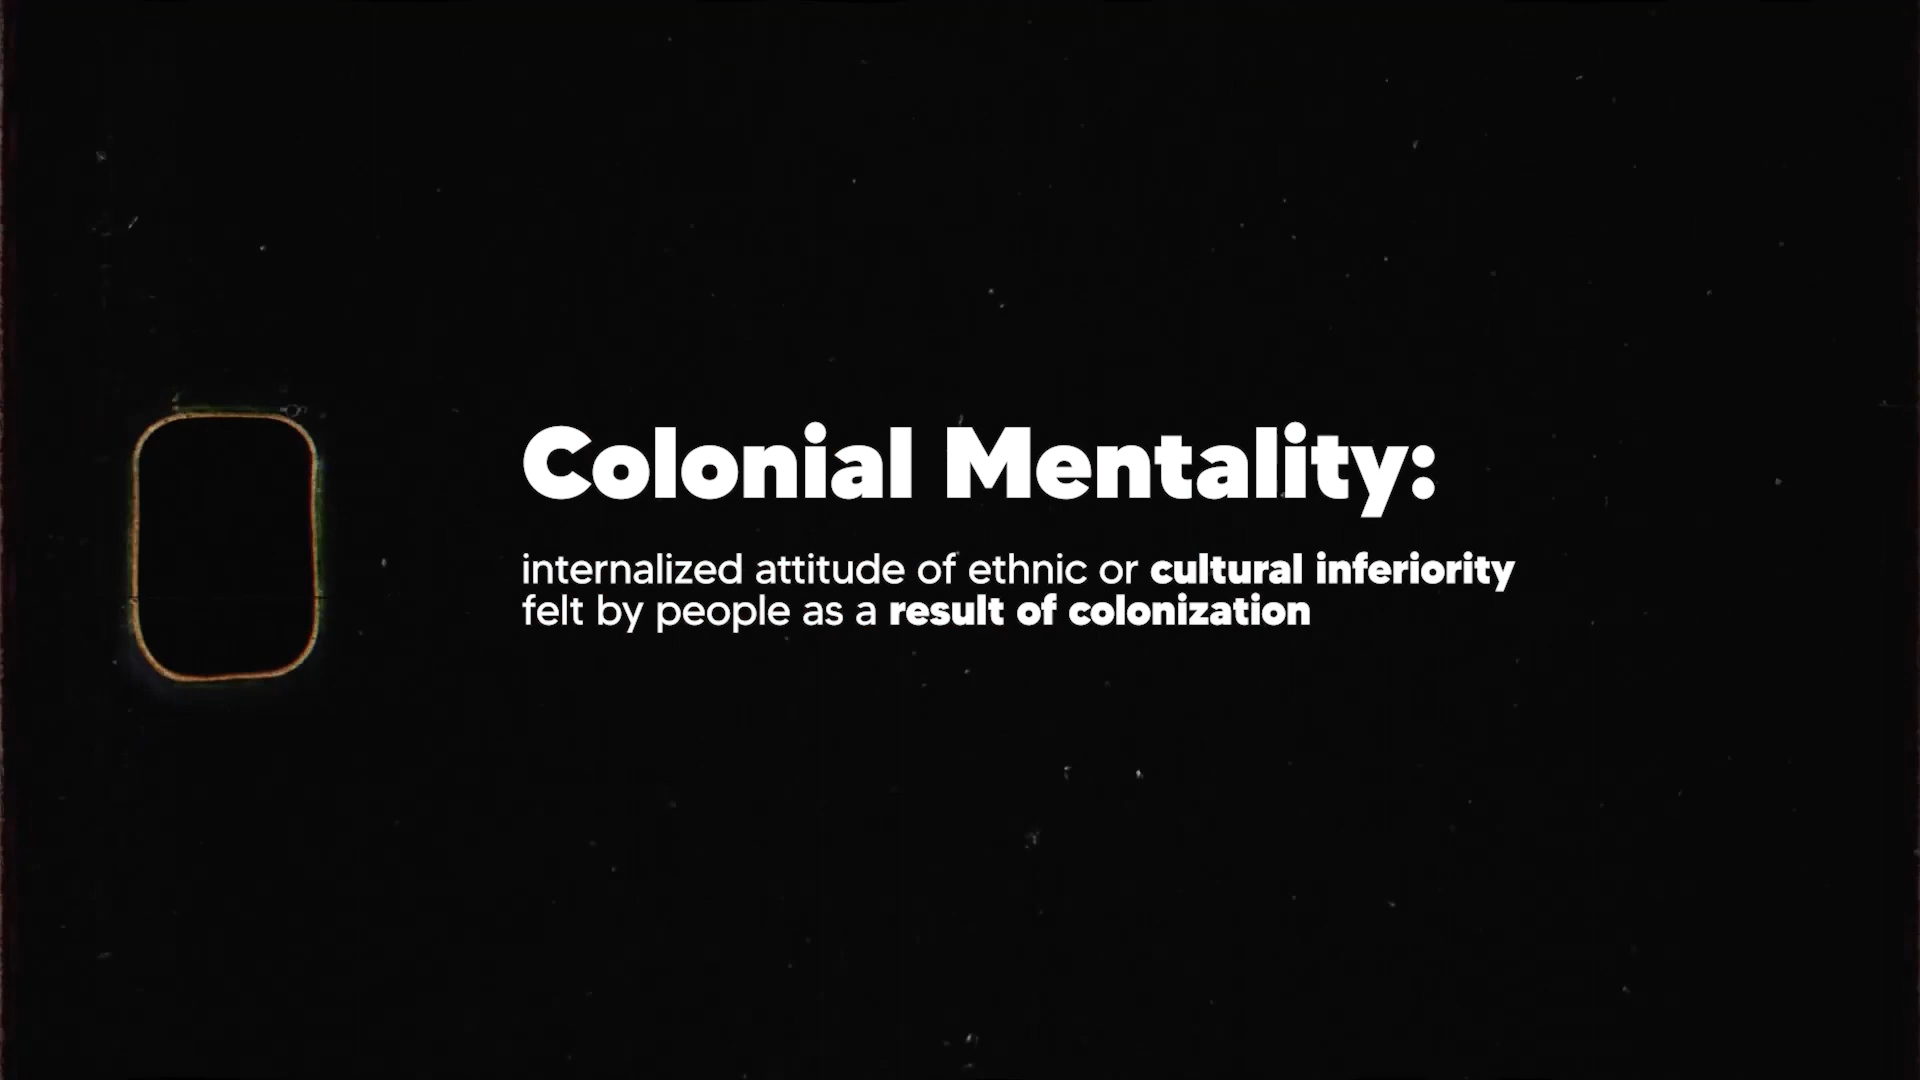 Colonial Mentality:
internalized attitude of ethnic or cultural inferiority
felt by people as a result of colonization